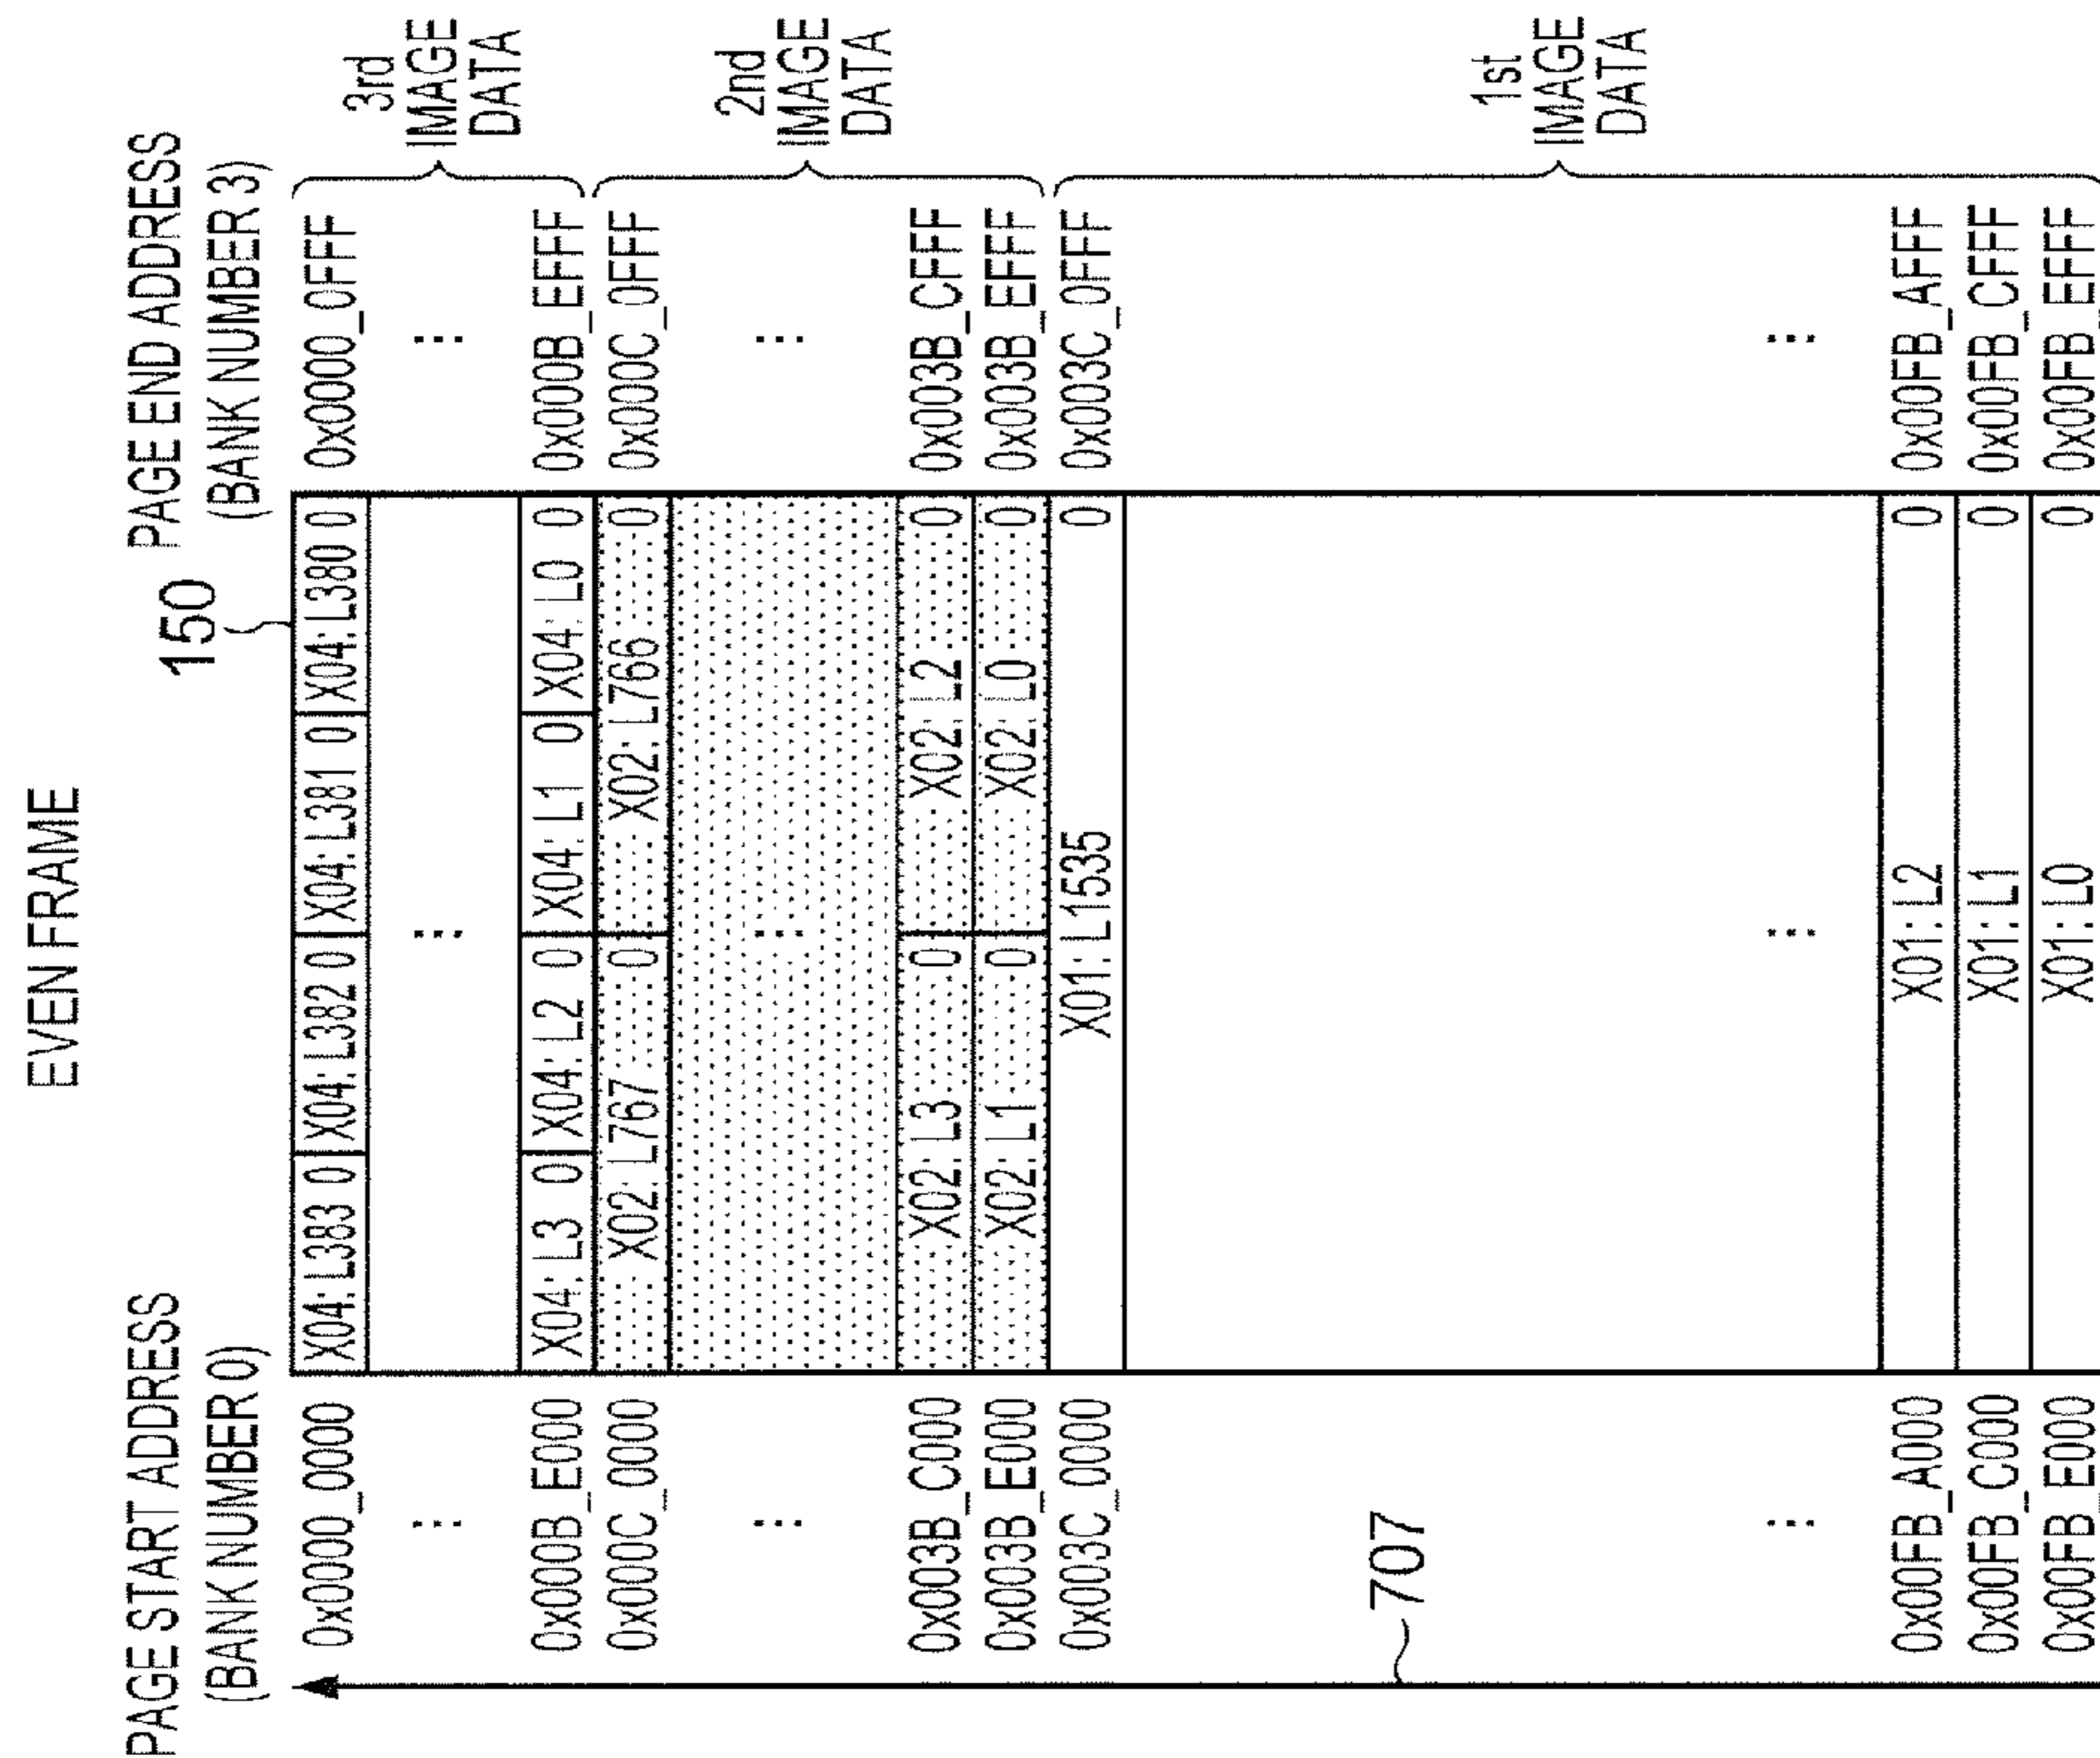 EVEN FRAME
PAGE START ADDRESS
(BANK NUMBER 0)
150
PAGE END ADDRESS
(BANK NUMBER 3)
0x0000_0000 X04: L383 0 X04: L382 0 X04: L381 0 X04: L380 0 0x0000_0FFF
... ... ...
3rd
IMAGE
DATA
0x000B_E000 X04: L3 0 X04: L2 0 X04: L1 0 X04: L0 0 0x000B_EFFF
0x000C_0000 X02: L767 0 X02: L766 0 0x000C_0FFF
... ... ...
2nd
IMAGE
DATA
0x003B_C000 X02: L3 0 X02: L2 0 0x003B_CFFF
0x003B_E000 X02: L1 0 X02: L0 0 0x003B_EFFF
0x003C_0000 X01: L1535 0 0x003C_0FFF
707
1st
IMAGE
DATA
... ... ...
0x00FB_A000 X01: L2 0 0x00FB_AFFF
0x00FB_C000 X01: L1 0 0x00FB_CFFF
0x00FB_E000 X01: L0 0 0x00FB_EFFF